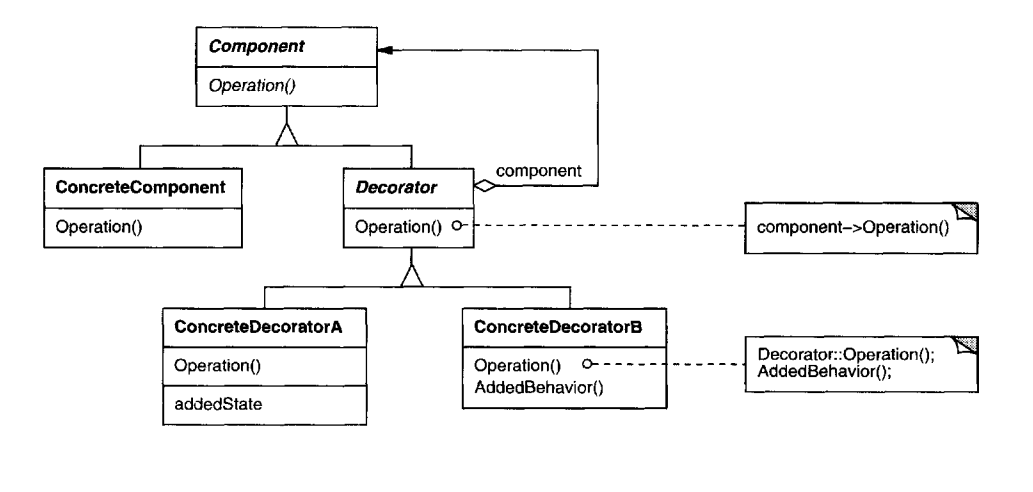 Component
Operation()
component
ConcreteComponent
Operation()
Decorator
Operation()
component–>Operation()
ConcreteDecoratorA
Operation()
addedState
ConcreteDecoratorB
Operation()
AddedBehavior()
Decorator::Operation();
AddedBehavior();